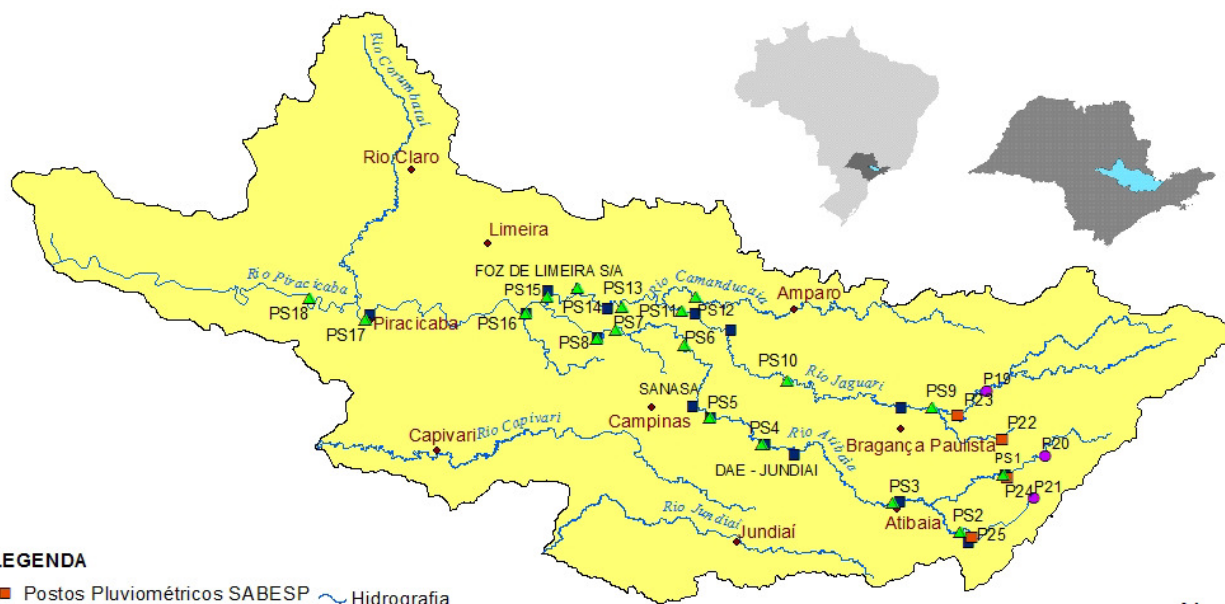 Rio Corumbataí
Rio Claro
Limeira
FOZ DE LIMEIRA S/A
Rio Camanducaia
Rio Piracicaba
PS15
PS13
Amparo
PS18
PS14
PS11
PS12
PS16
Piracicaba
PS17
PS7
PS8
PS6
PS10
Rio Jaguari
P19
PS9
P23
SANASA
PS5
Campinas
Rio Capivari
Capivari
PS4
Rio Atibaia
Bragança Paulista
P22
P20
DAE - JUNDIAI
PS1
P24
P21
PS3
Atibaia
PS2
P25
Rio Jundiaí
Jundiaí
LEGENDA
Postos Pluviométricos SABESP
Hidrografia